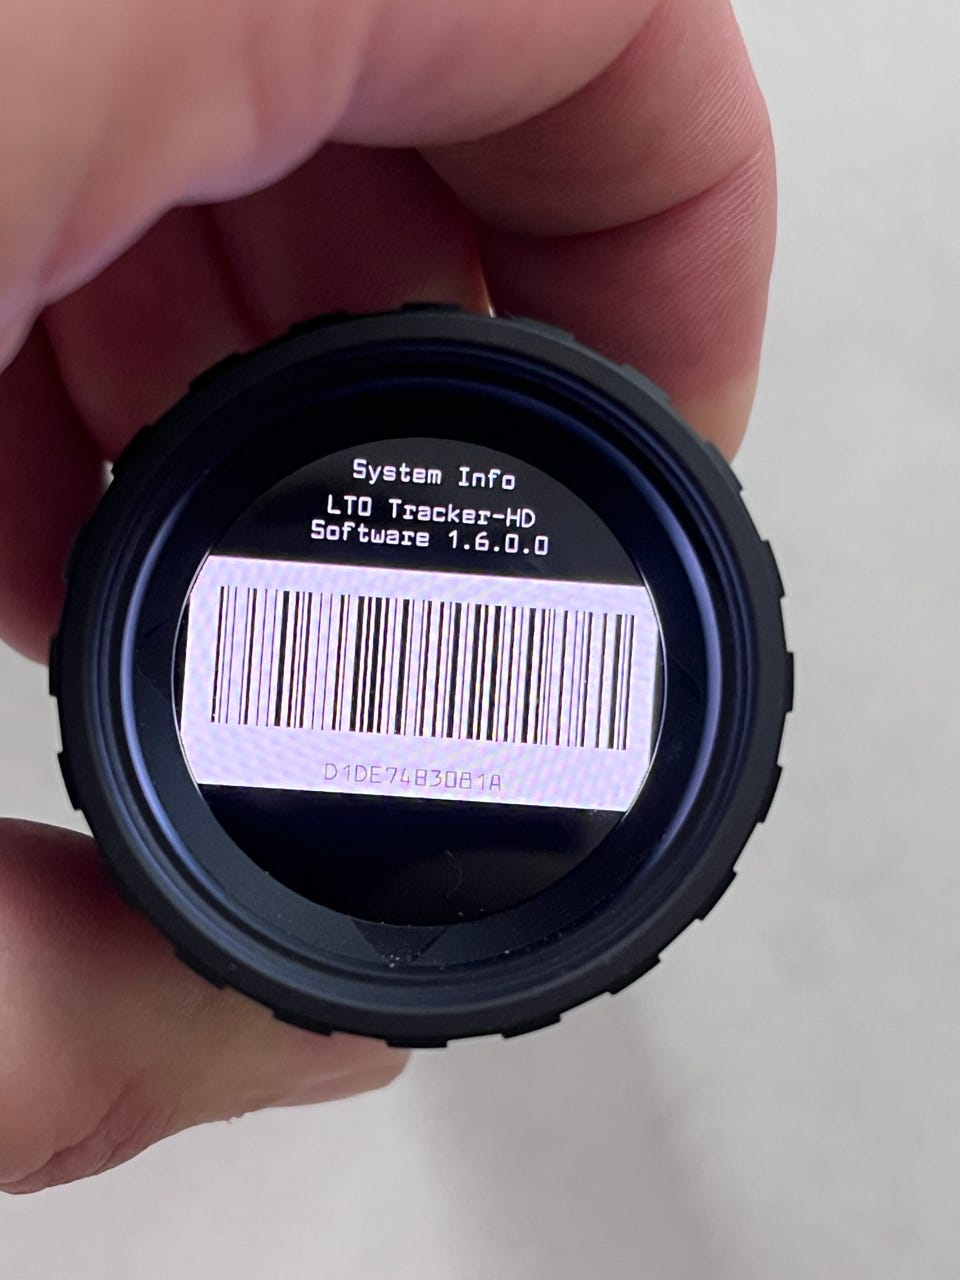 System Info
LTO Tracker-HD
Software 1.6.0.0
D1DE7483081A